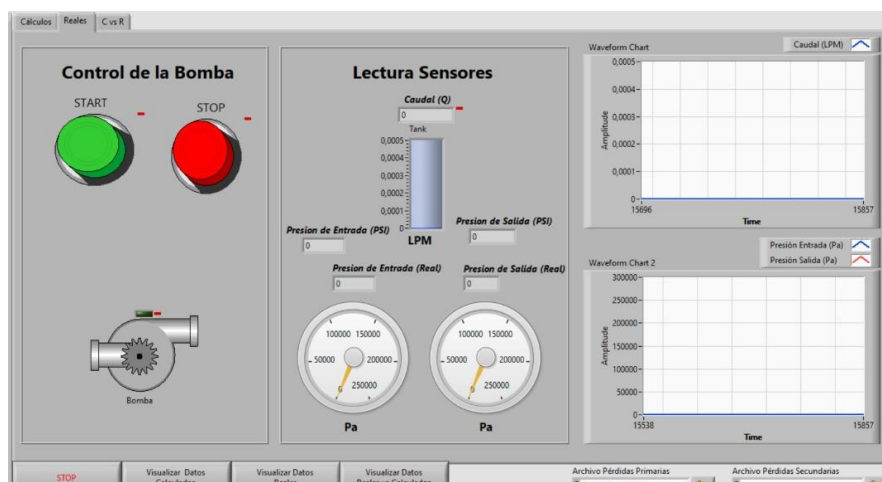 Cálculos Reales C vs R
Control de la Bomba
START
STOP
Bomba
Lectura Sensores
Caudal (Q)
0
Tank
0,0005
0,0004
0,0003
0,0002
0,0001
0
LPM
Presion de Entrada (PSI)
0
Presion de Salida (PSI)
0
Presion de Entrada (Real)
0
Presion de Salida (Real)
0
100000 150000
50000 200000
0 250000
Pa
100000 150000
50000 200000
0 250000
Pa
Waveform Chart
Caudal (LPM)
Amplitude
0,0005
0,0004
0,0003
0,0002
0,0001
0
15696 15857
Time
Waveform Chart 2
Presión Entrada (Pa)
Presión Salida (Pa)
Amplitude
300000
250000
200000
150000
100000
50000
0
15538 15857
Time
STOP
Visualizar Datos
Calculados
Visualizar Datos
Reales
Visualizar Datos
Reales vs Calculados
Archivo Pérdidas Primarias
Archivo Pérdidas Secundarias